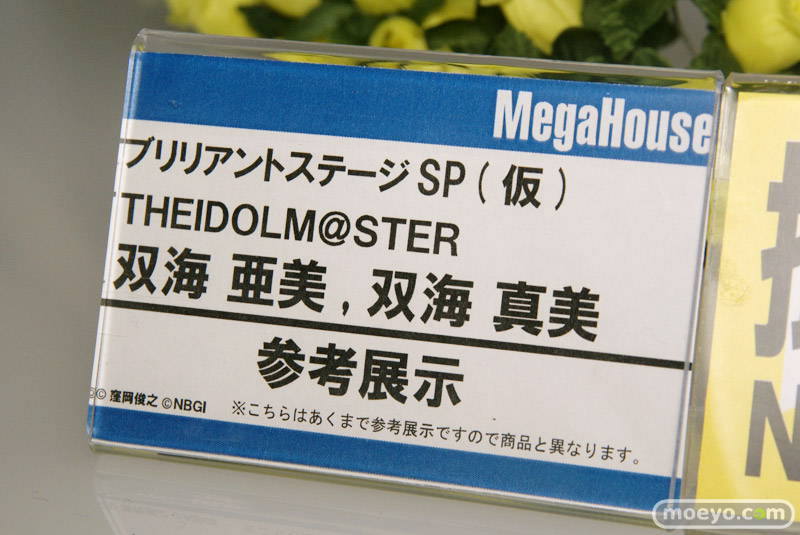 MegaHouse
ブリリアントステージ SP ( 仮 )
THEIDOLM@STER
双海 亜美 , 双海 真美
参考展示
© 窪岡俊之 ©NBGI
※こちらはあくまで参考展示ですので商品と異なります。
moeyo.com